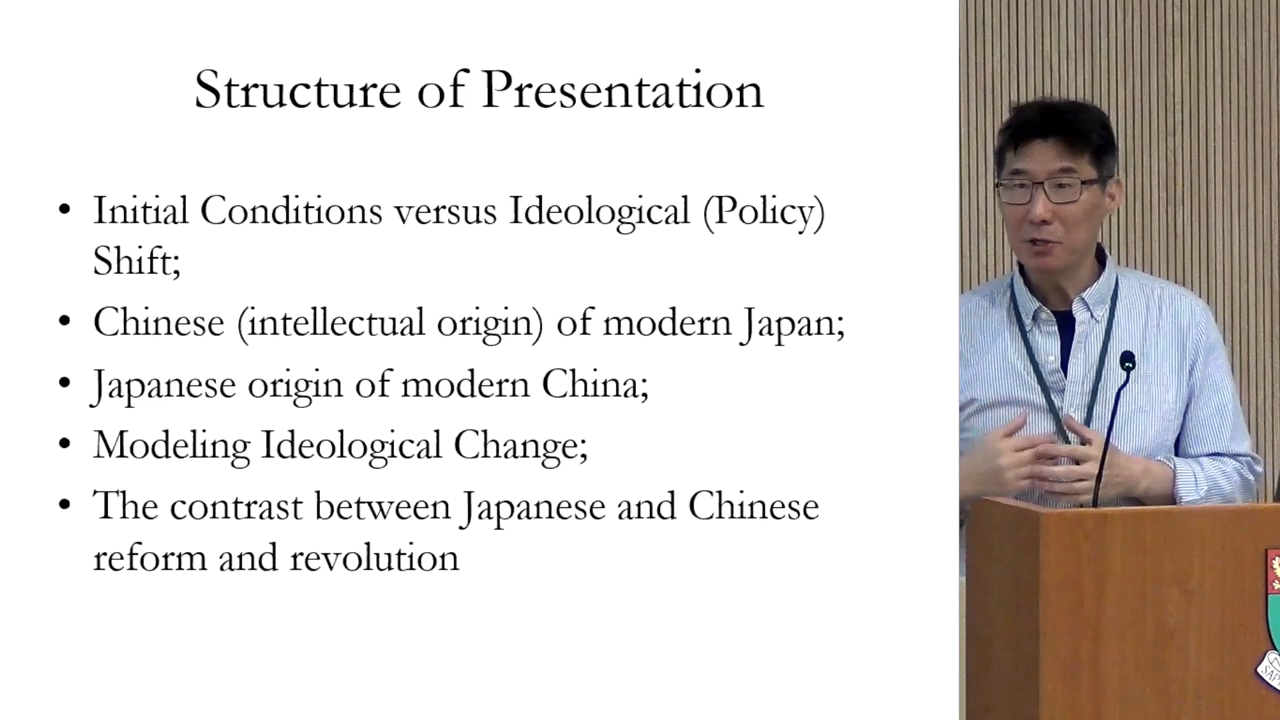 Structure of Presentation
• Initial Conditions versus Ideological (Policy)
Shift;
• Chinese (intellectual origin) of modern Japan;
• Japanese origin of modern China;
• Modeling Ideological Change;
• The contrast between Japanese and Chinese
reform and revolution